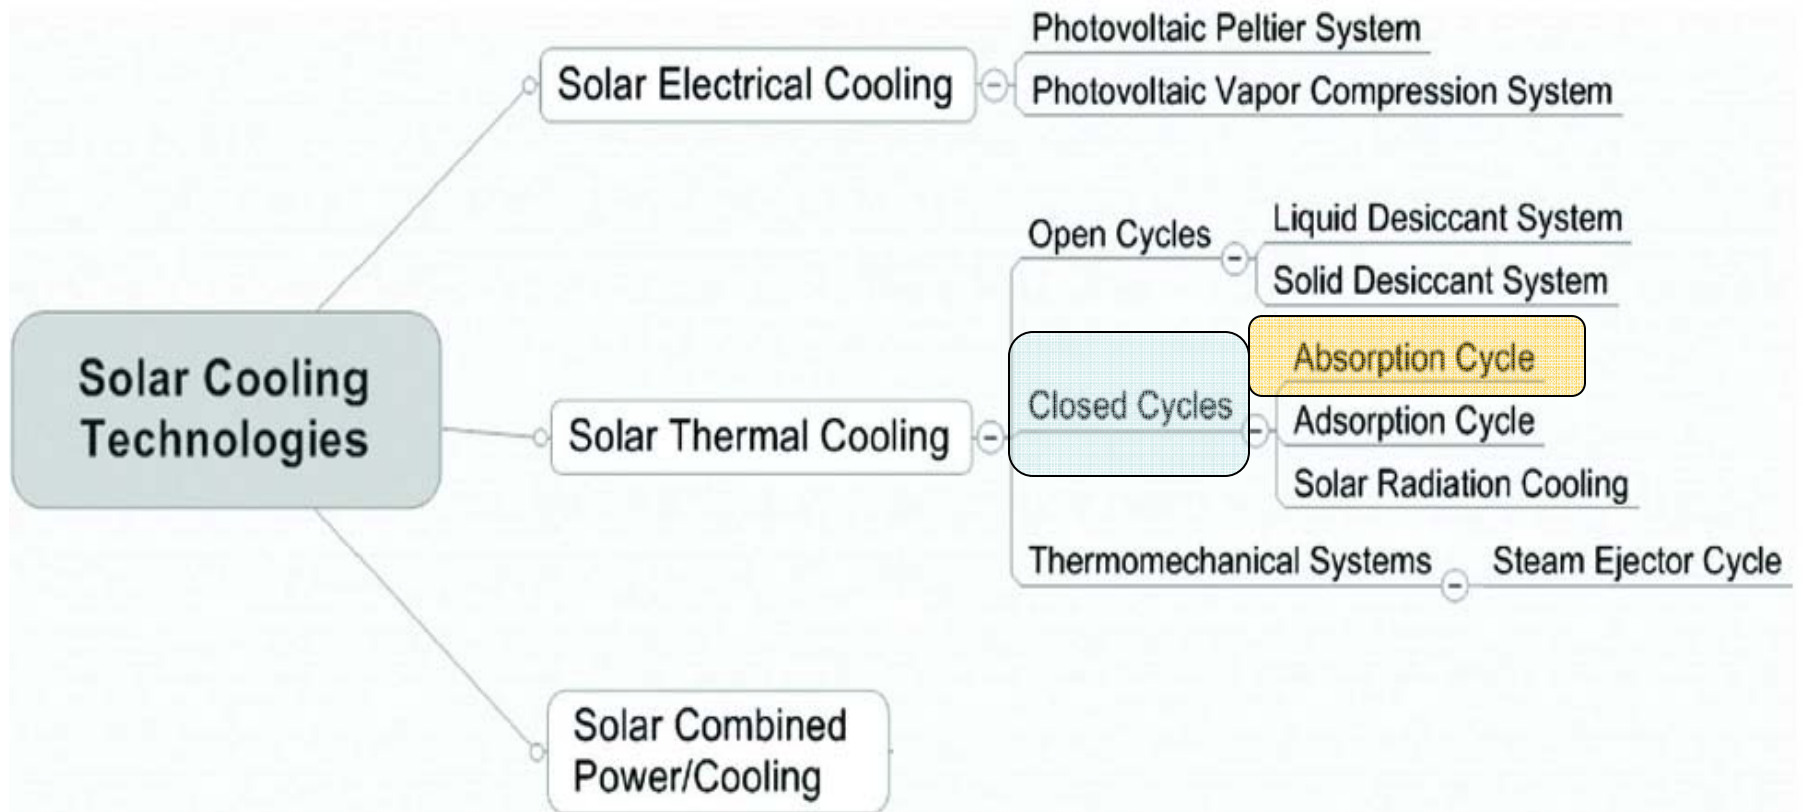 Solar Cooling
Technologies
Solar Electrical Cooling
Photovoltaic Peltier System
Photovoltaic Vapor Compression System
Solar Thermal Cooling
Open Cycles
Liquid Desiccant System
Solid Desiccant System
Closed Cycles
Absorption Cycle
Adsorption Cycle
Solar Radiation Cooling
Thermomechanical Systems
Steam Ejector Cycle
Solar Combined
Power/Cooling